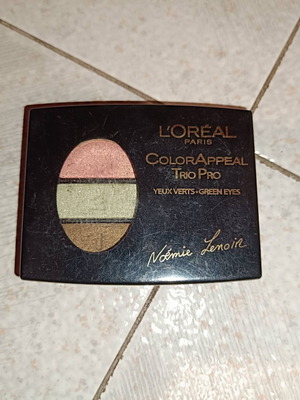 L'ORÉAL
PARIS
COLORAPPEAL
TRIO PRO
YEUX VERTS-GREEN EYES
Noémie Lenoir